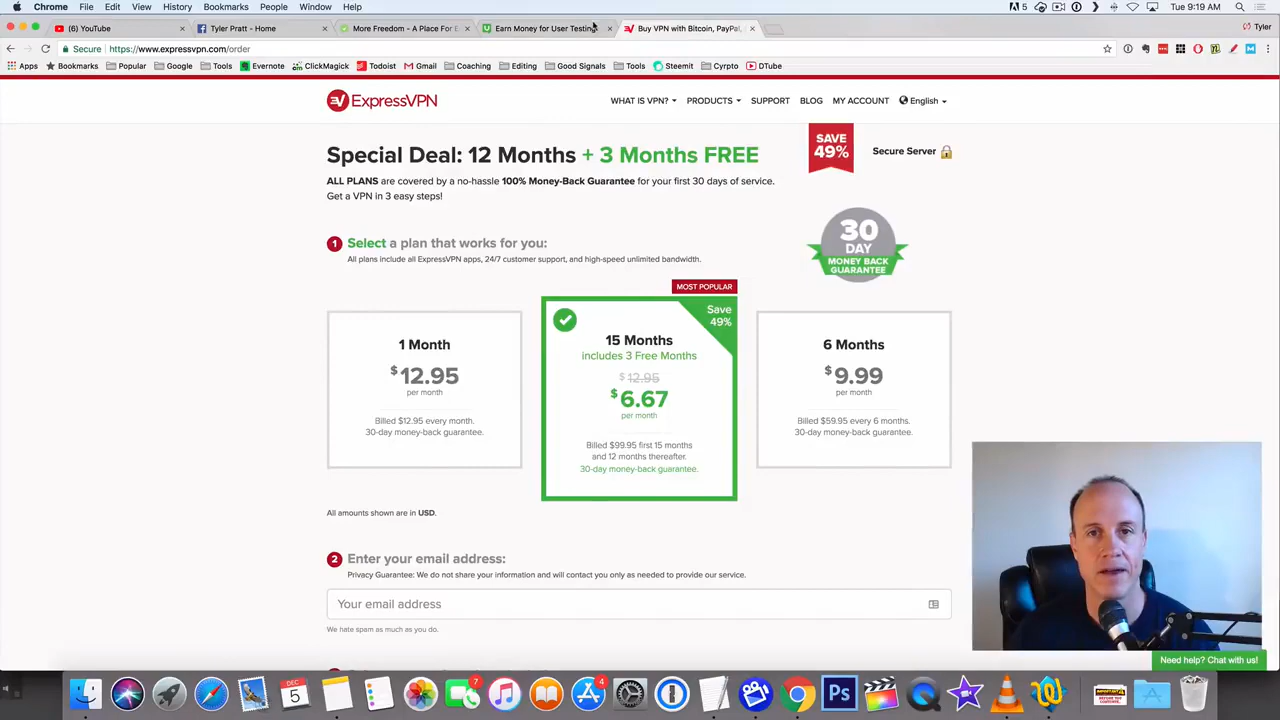 Chrome File Edit View History Bookmarks People Window Help
5
Tue 9:19 AM
(6) YouTube
Tyler Pratt - Home
More Freedom - A Place For E
Earn Money for User Testing
Buy VPN with Bitcoin, PayPal,
Tyler
Secure https://www.expressvpn.com/order
Apps Bookmarks Popular Google Tools Evernote ClickMagick Todoist Gmail Coaching Editing Good Signals Tools Steemit Cyrpto DTube
ExpressVPN
WHAT IS VPN? PRODUCTS SUPPORT BLOG MY ACCOUNT English
Special Deal: 12 Months + 3 Months FREE
SAVE
49%
Secure Server
ALL PLANS are covered by a no-hassle 100% Money-Back Guarantee for your first 30 days of service.
Get a VPN in 3 easy steps!
30
DAY
MONEY BACK
GUARANTEE
1 Select a plan that works for you:
All plans include all ExpressVPN apps, 24/7 customer support, and high-speed unlimited bandwidth.
MOST POPULAR
1 Month
$12.95
per month
Billed $12.95 every month.
30-day money-back guarantee.
Save
49%
15 Months
includes 3 Free Months
$12.95
$6.67
per month
Billed $99.95 first 15 months
and 12 months thereafter.
30-day money-back guarantee.
6 Months
$9.99
per month
Billed $59.95 every 6 months.
30-day money-back guarantee.
All amounts shown are in USD.
2 Enter your email address:
Privacy Guarantee: We do not share your information and will contact you only as needed to provide our service.
Your email address
We hate spam as much as you do.
Need help? Chat with us!
DEC
5
7
4
Ps